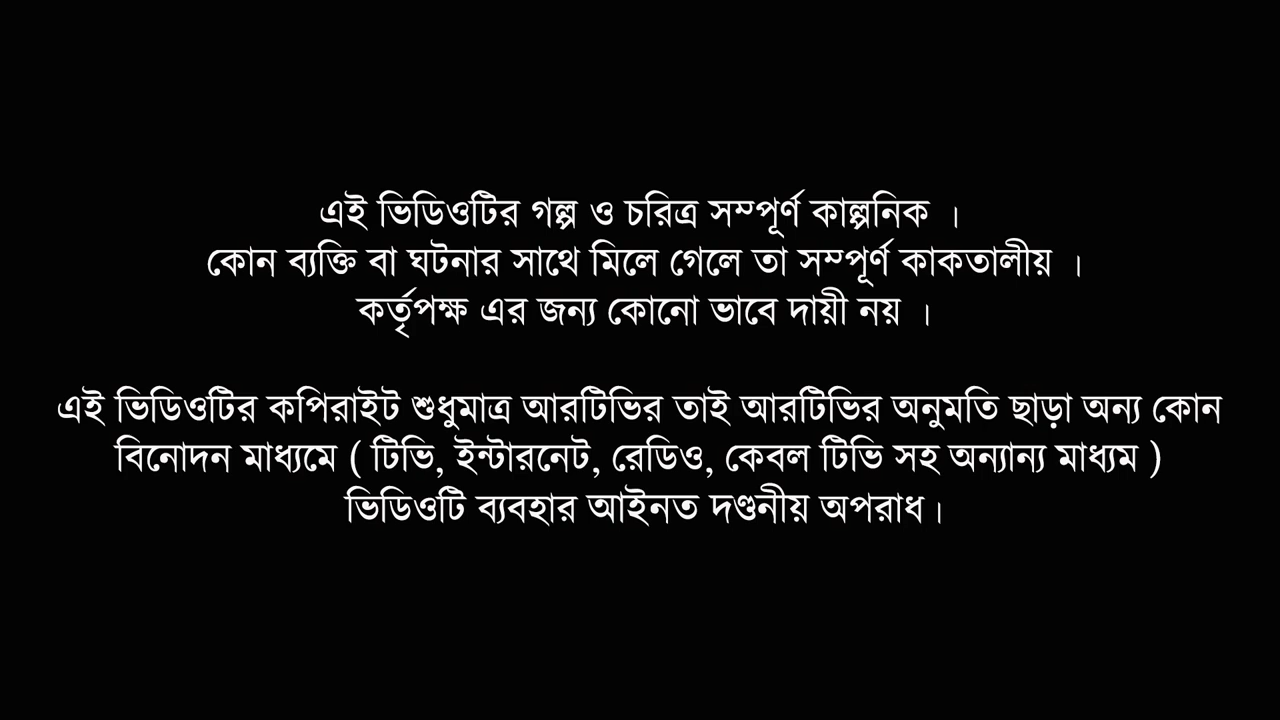 এই ভিডিওটির গল্প ও চরিত্র সম্পূর্ণ কাল্পনিক ।
কোন ব্যক্তি বা ঘটনার সাথে মিলে গেলে তা সম্পূর্ণ কাকতালীয় ।
কর্তৃপক্ষ এর জন্য কোনো ভাবে দায়ী নয় ।
এই ভিডিওটির কপিরাইট শুধুমাত্র আরটিভির তাই আরটিভির অনুমতি ছাড়া অন্য কোন
বিনোদন মাধ্যমে ( টিভি, ইন্টারনেট, রেডিও, কেবল টিভি সহ অন্যান্য মাধ্যম )
ভিডিওটি ব্যবহার আইনত দণ্ডনীয় অপরাধ।